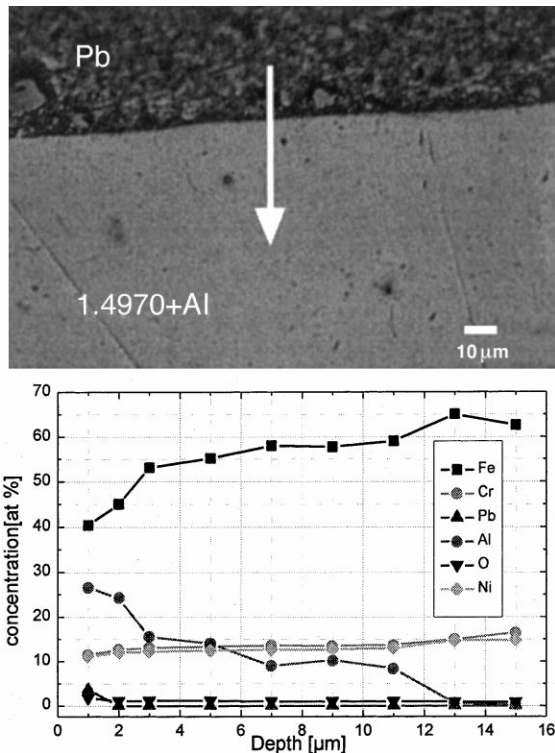 Pb
1.4970+Al
10 µm
70
60
50
40
30
20
10
0
concentration[at %]
Fe
Cr
Pb
Al
O
Ni
0 2 4 6 8 10 12 14 16
Depth [µm]